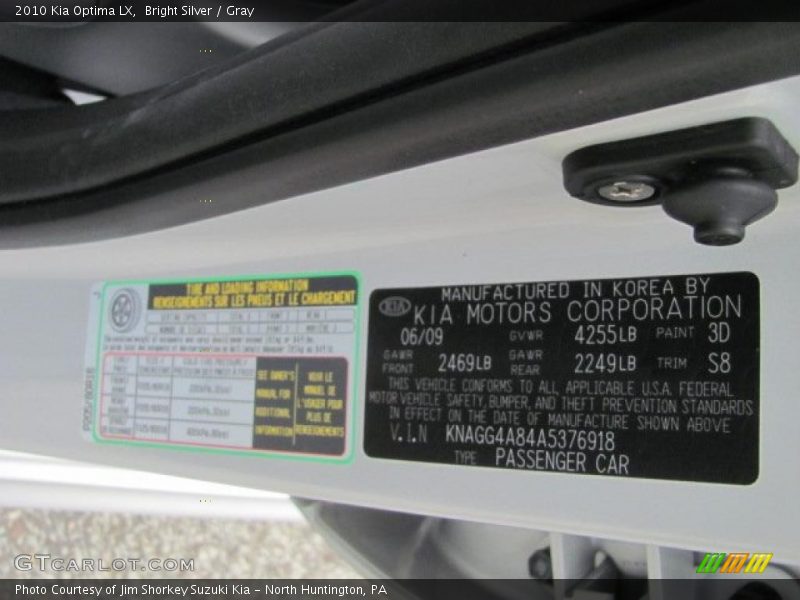 2010 Kia Optima LX,  Bright Silver / Gray
TIRE AND LOADING INFORMATION
RENSEIGNEMENTS SUR LES PNEUS ET LE CHARGEMENT
SEE OWNER'S
MANUAL FOR
ADDITIONAL
INFORMATION
VOIR LE
MANUEL DE
L'USAGER POUR
PLUS DE
RENSEIGNEMENTS
P205/60R16
MANUFACTURED IN KOREA BY
KIA KIA MOTORS CORPORATION
06/09 GVWR 4255LB PAINT 3D
GAWR FRONT 2469LB GAWR REAR 2249LB TRIM S8
THIS VEHICLE CONFORMS TO ALL APPLICABLE U.S.A. FEDERAL
MOTOR VEHICLE SAFETY, BUMPER, AND THEFT PREVENTION STANDARDS
IN EFFECT ON THE DATE OF MANUFACTURE SHOWN ABOVE
V.I.N KNAGG4A84A5376918
TYPE PASSENGER CAR
GTCARLOT.COM
Photo Courtesy of Jim Shorkey Suzuki Kia - North Huntington, PA